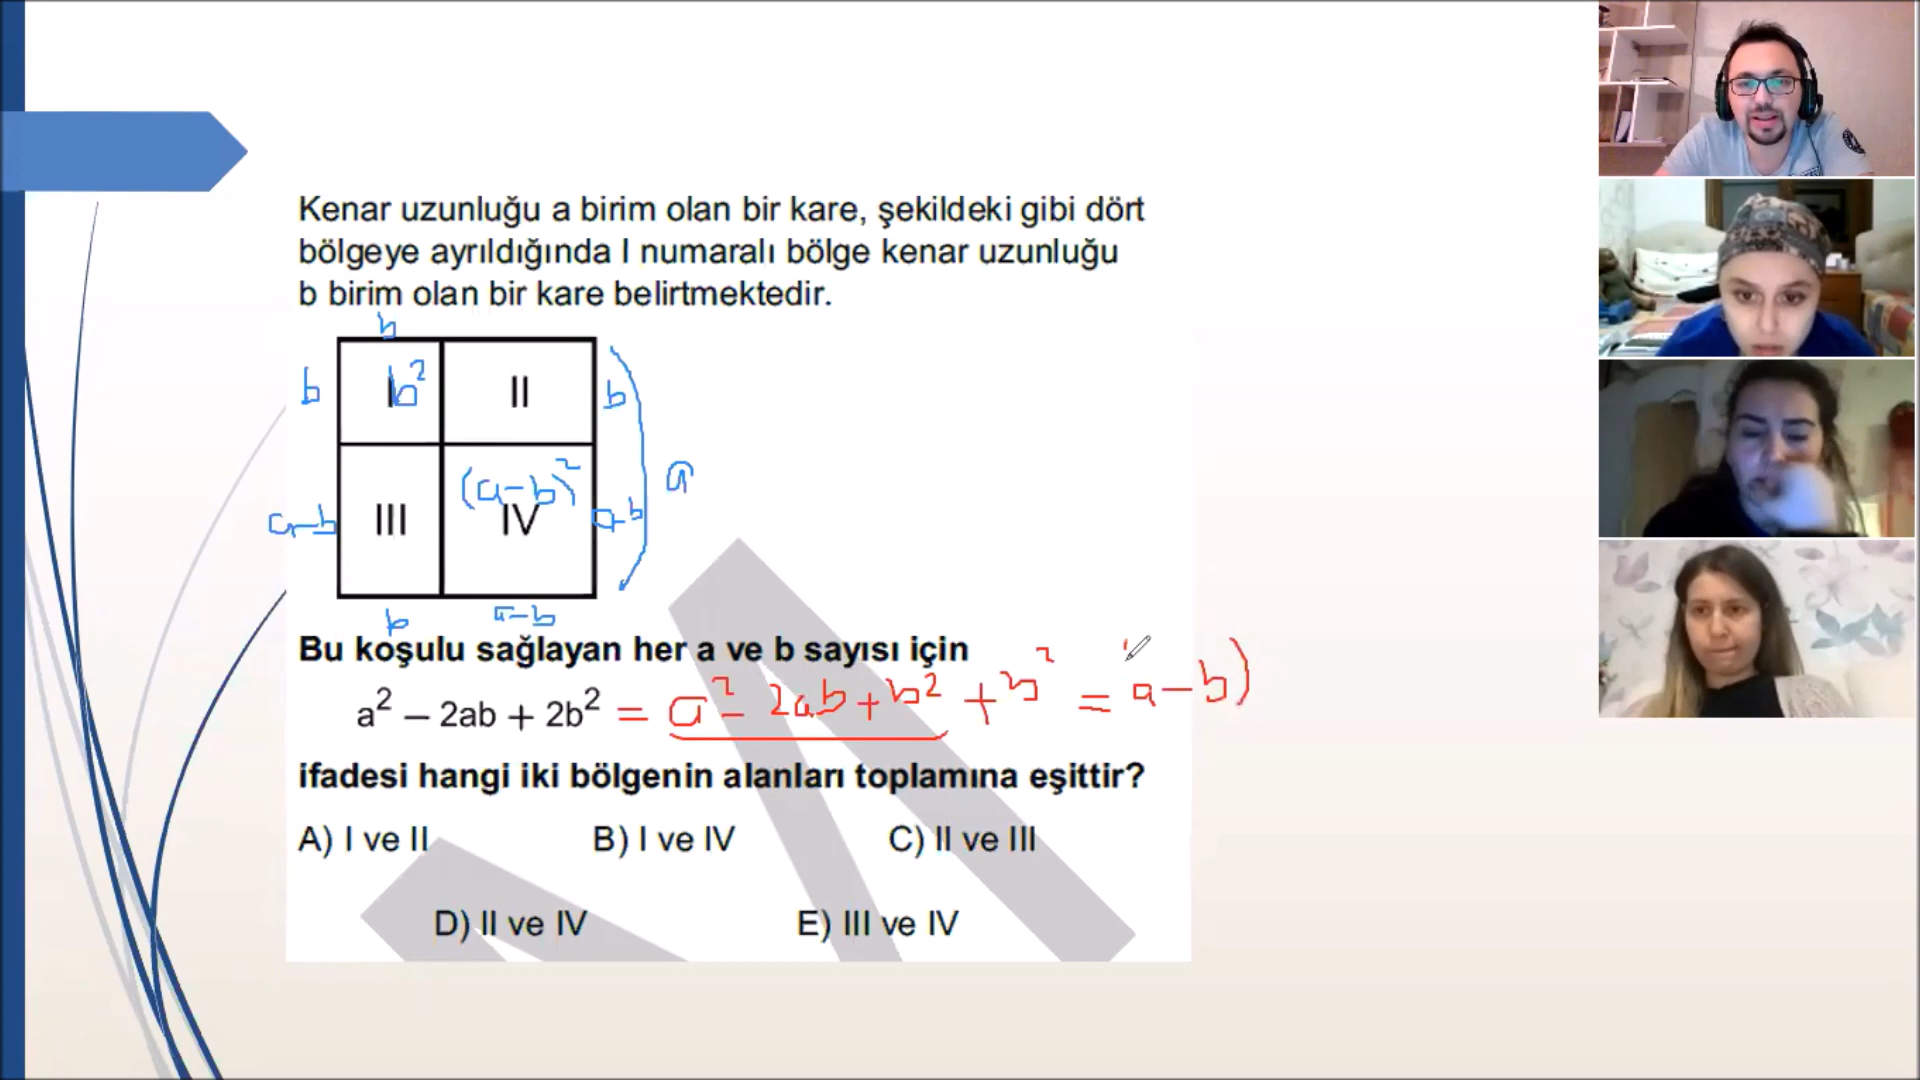 Kenar uzunluğu a birim olan bir kare, şekildeki gibi dört
bölgeye ayrıldığında I numaralı bölge kenar uzunluğu
b birim olan bir kare belirtmektedir.
b
b I b² II b
a
(a-b)²
a-b III IV a-b
b a-b
Bu koşulu sağlayan her a ve b sayısı için
a² – 2ab + 2b² = a² - 2ab + b² + b² = a - b)
ifadesi hangi iki bölgenin alanları toplamına eşittir?
A) I ve II B) I ve IV C) II ve III
D) II ve IV E) III ve IV